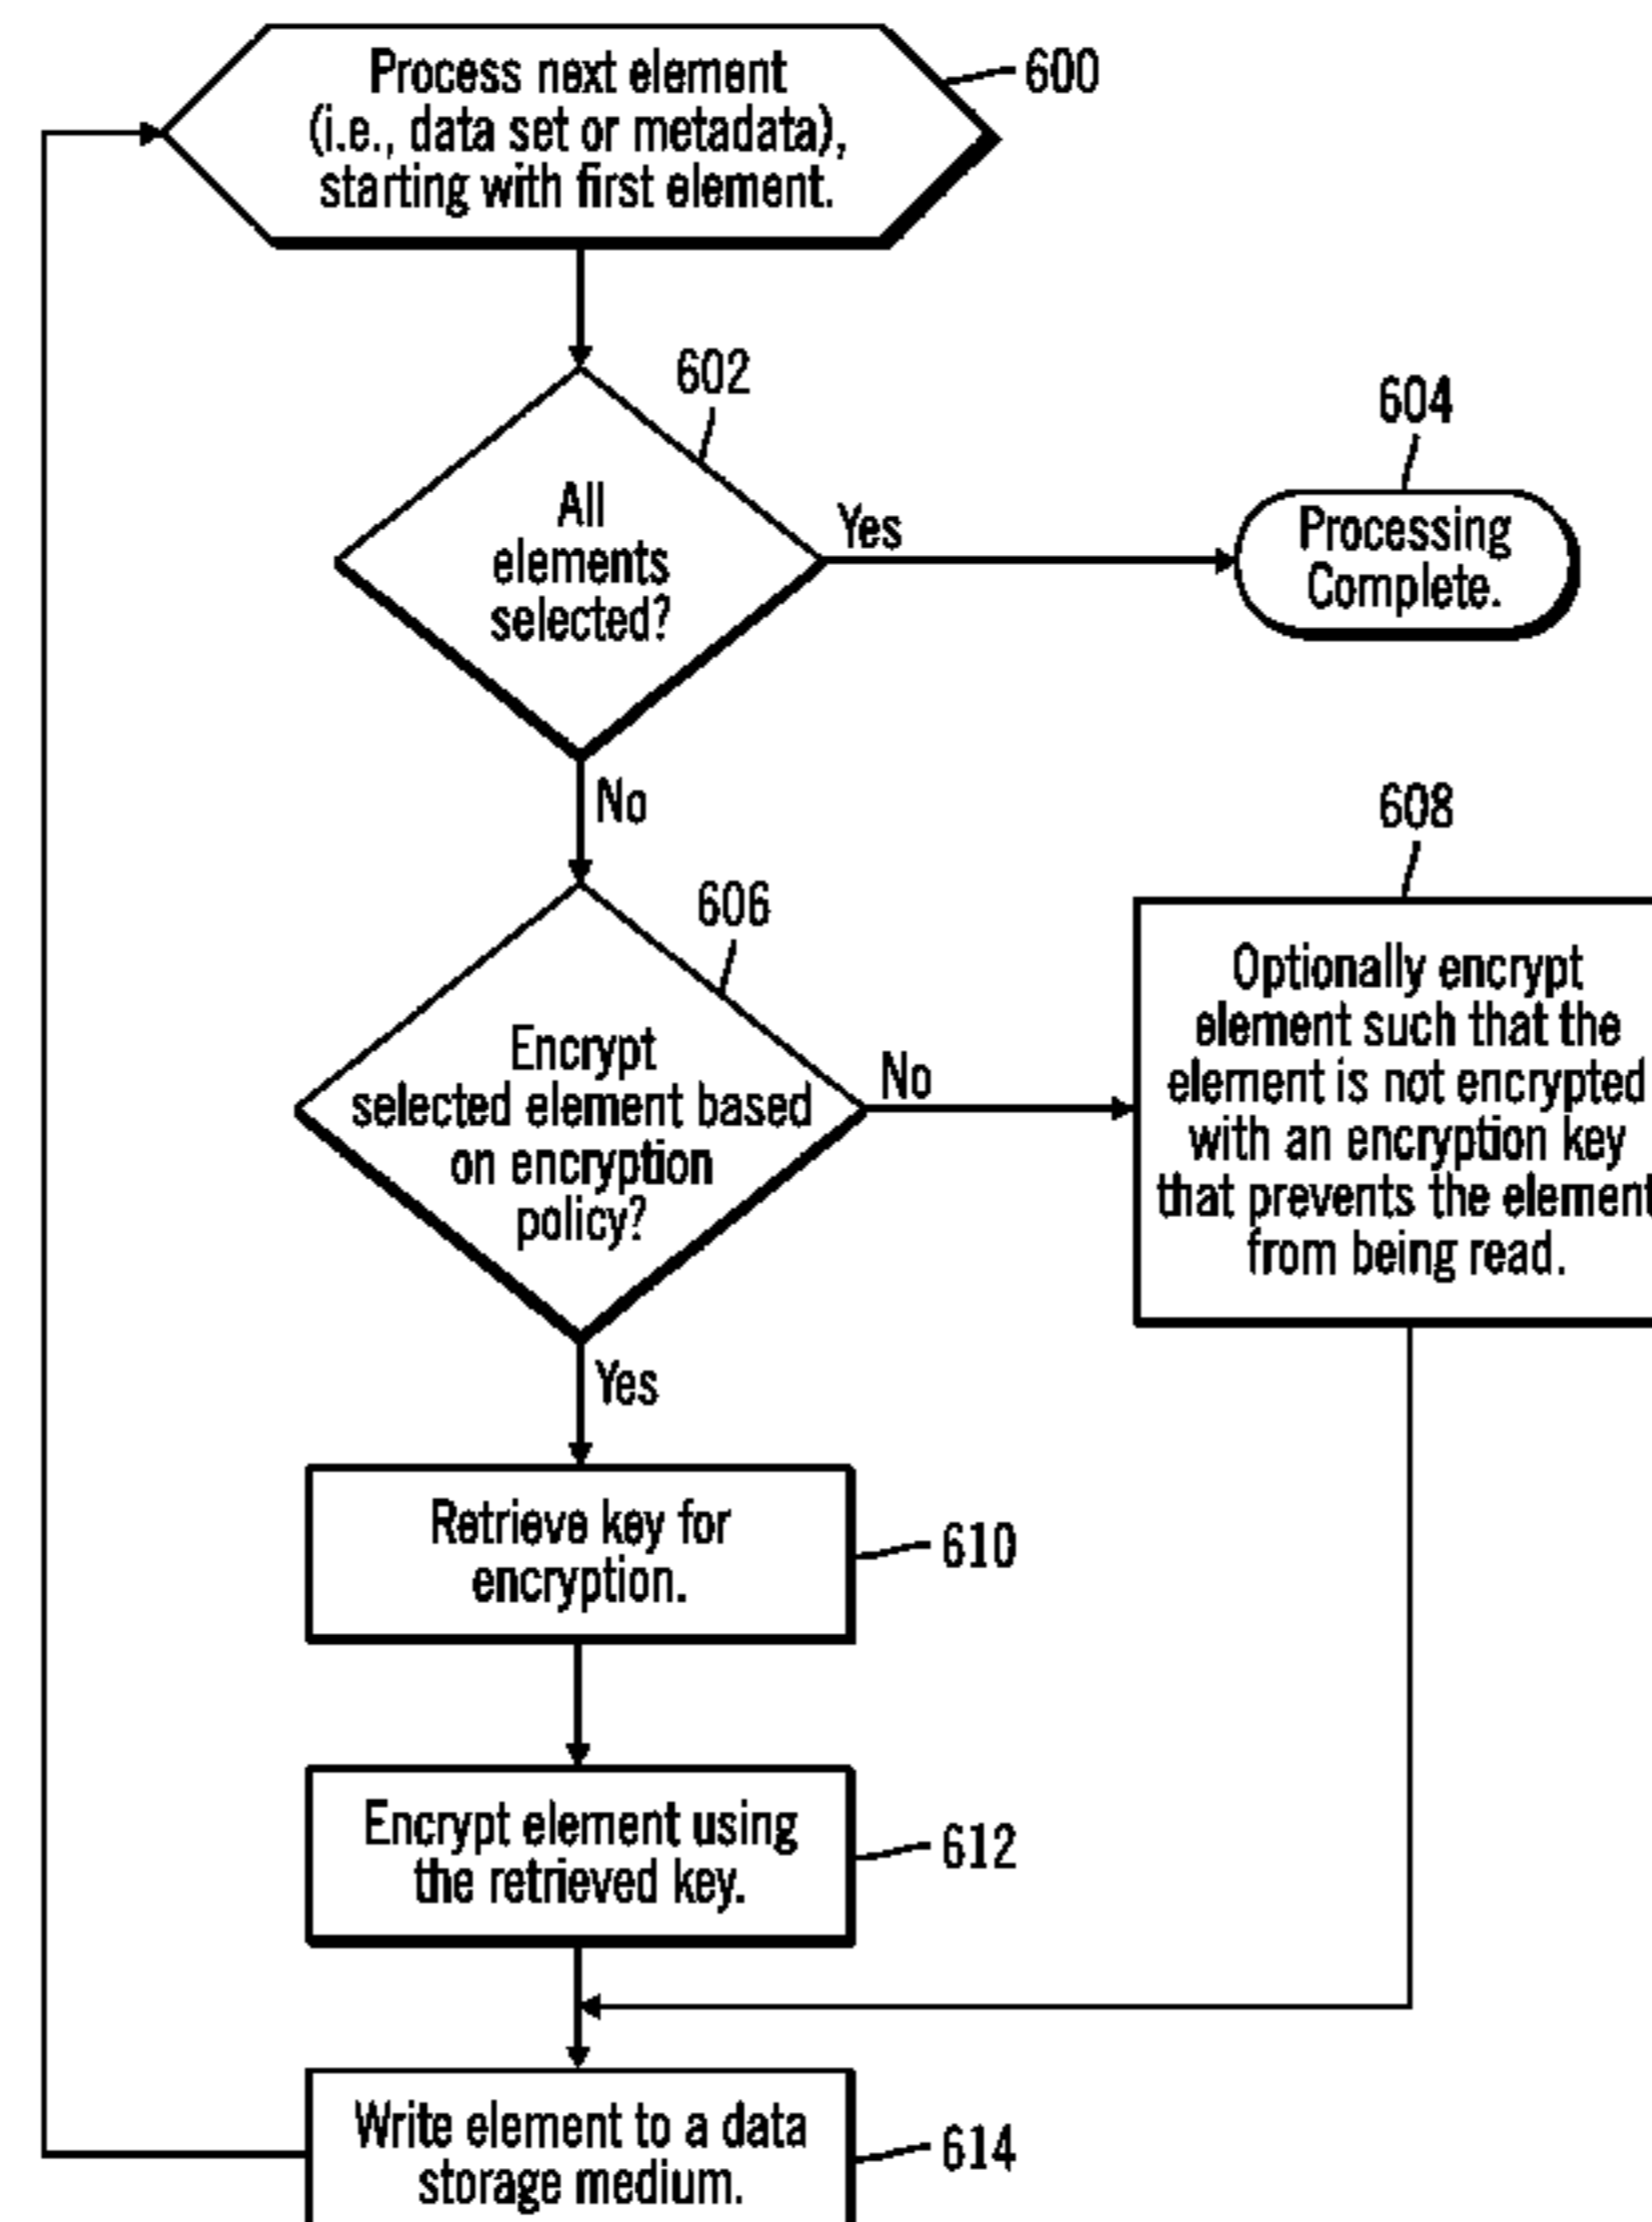 Process next element
(i.e., data set or metadata),
starting with first element.
600
602
All
elements
selected?
Yes
604
Processing
Complete.
No
606
Encrypt
selected element based
on encryption
policy?
No
608
Optionally encrypt
element such that the
element is not encrypted
with an encryption key
that prevents the element
from being read.
Yes
Retrieve key for
encryption.
610
Encrypt element using
the retrieved key.
612
Write element to a data
storage medium.
614